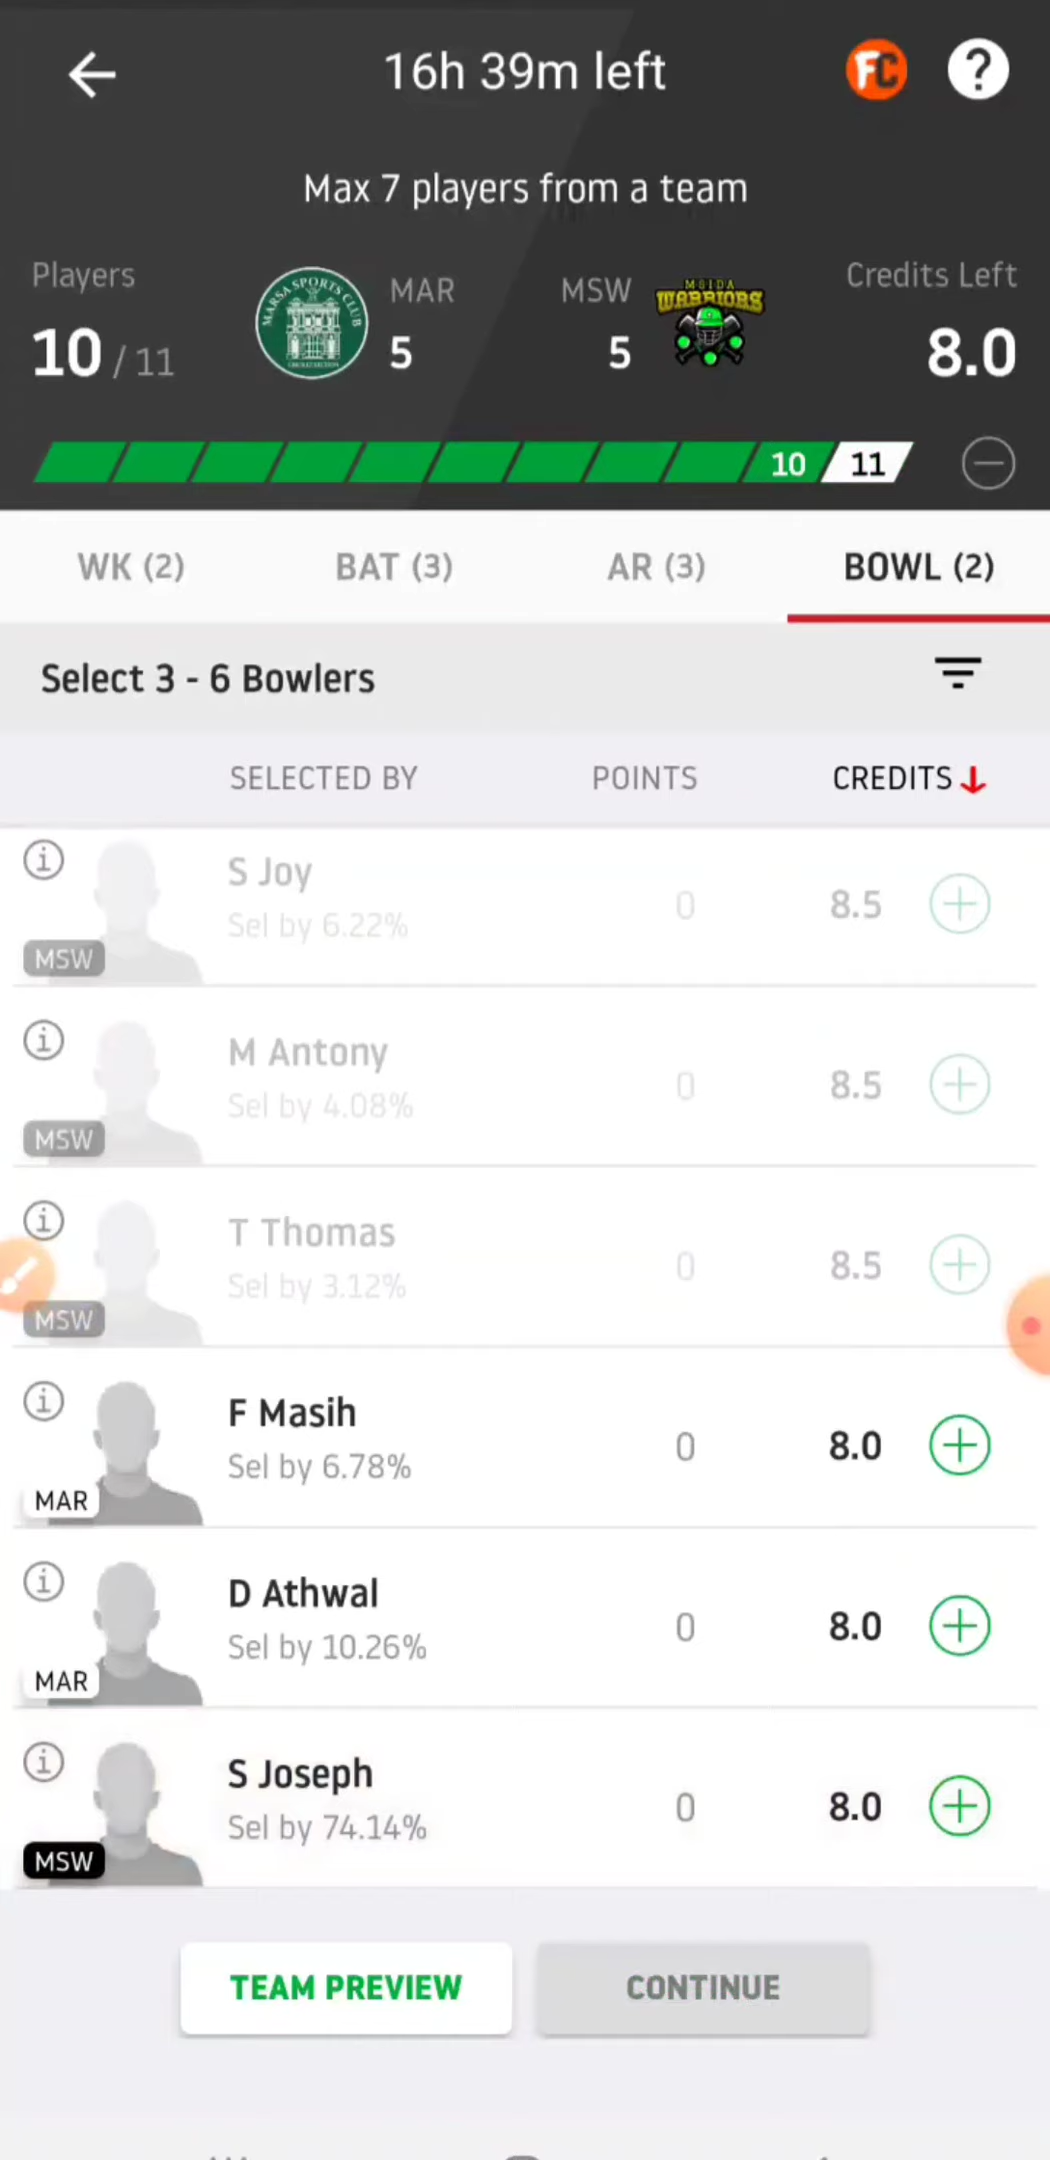 16h 39m left
FC
?
Max 7 players from a team
Players
10 / 11
MARSA SPORTS CLUB
MAR
5
MSW
5
MSIDA
WARRIORS
Credits Left
8.0
10
11
WK (2)
BAT (3)
AR (3)
BOWL (2)
Select 3 - 6 Bowlers
SELECTED BY
POINTS
CREDITS
S Joy
Sel by 6.22%
MSW
0
8.5
M Antony
Sel by 4.08%
MSW
0
8.5
T Thomas
Sel by 3.12%
MSW
0
8.5
F Masih
Sel by 6.78%
MAR
0
8.0
D Athwal
Sel by 10.26%
MAR
0
8.0
S Joseph
Sel by 74.14%
MSW
0
8.0
TEAM PREVIEW
CONTINUE